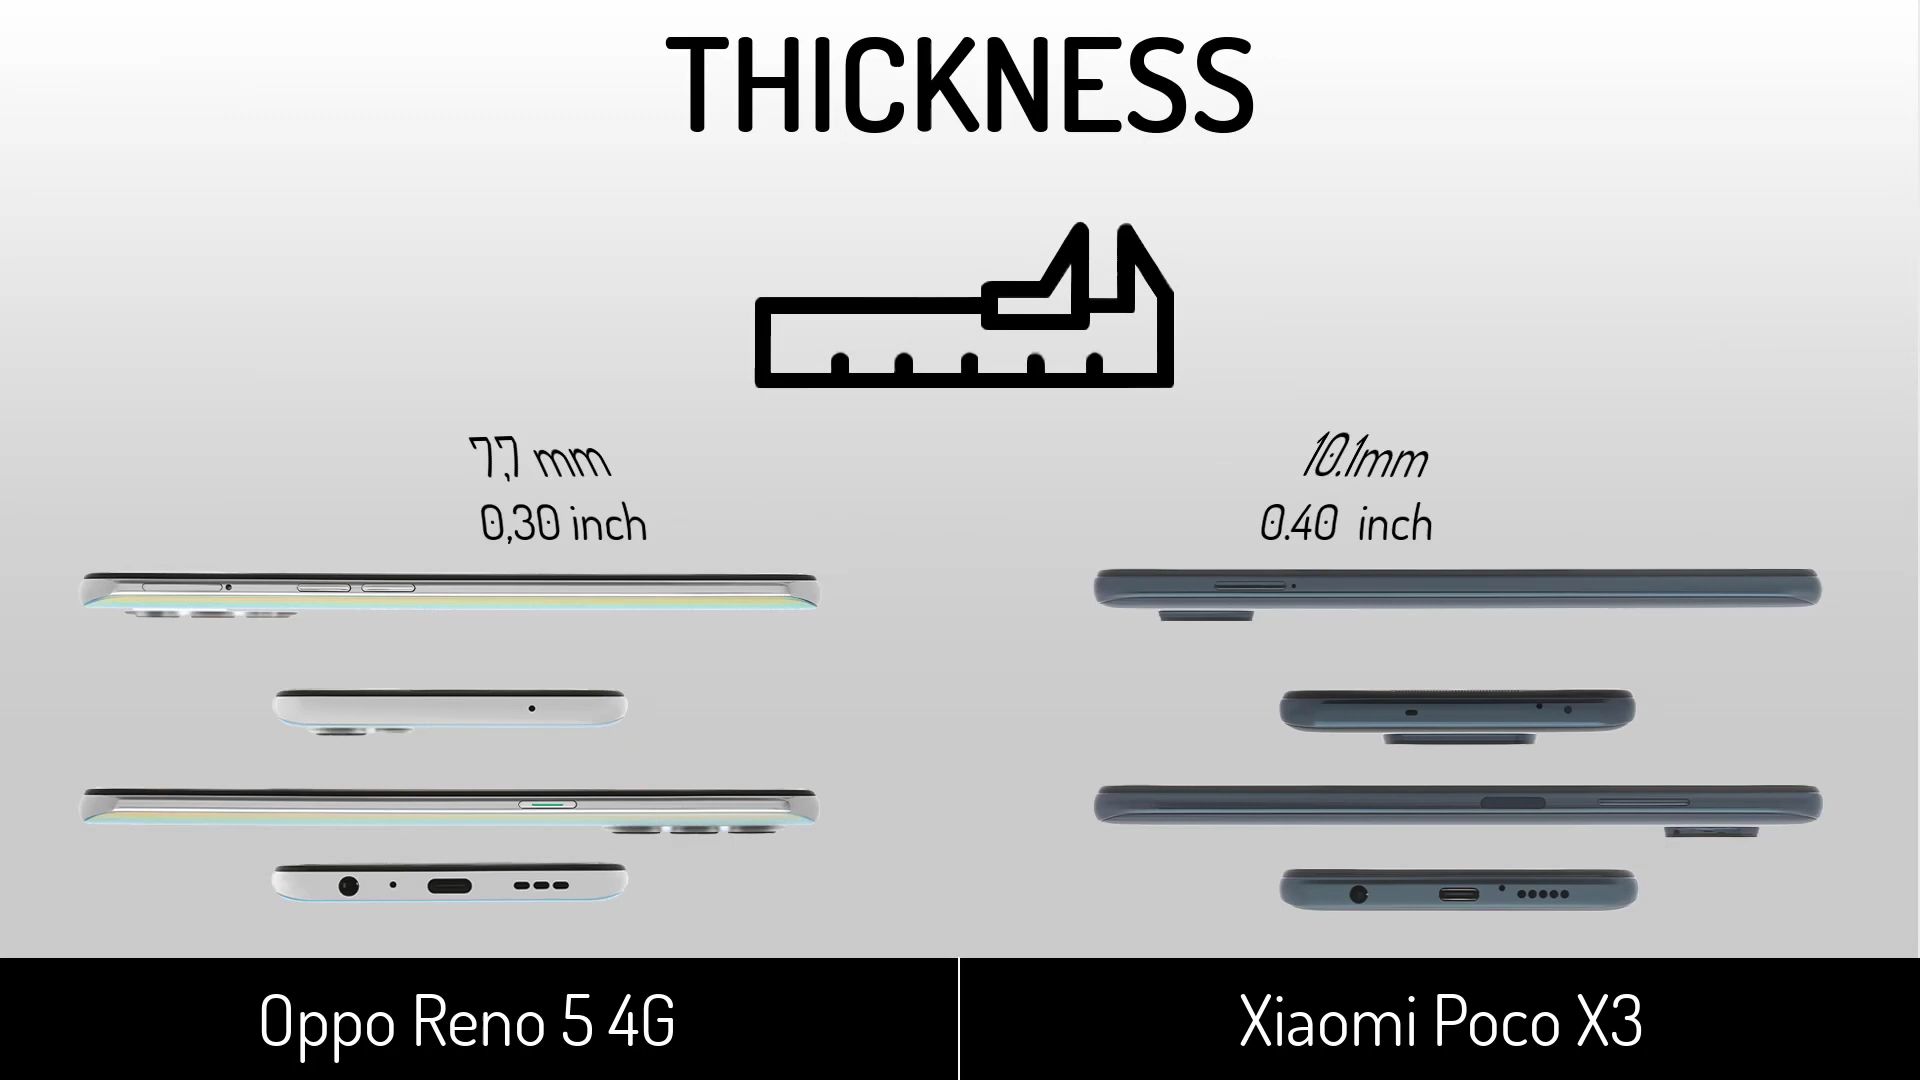 THICKNESS
7,7 mm
0,30 inch
10.1mm
0.40 inch
Oppo Reno 5 4G
Xiaomi Poco X3